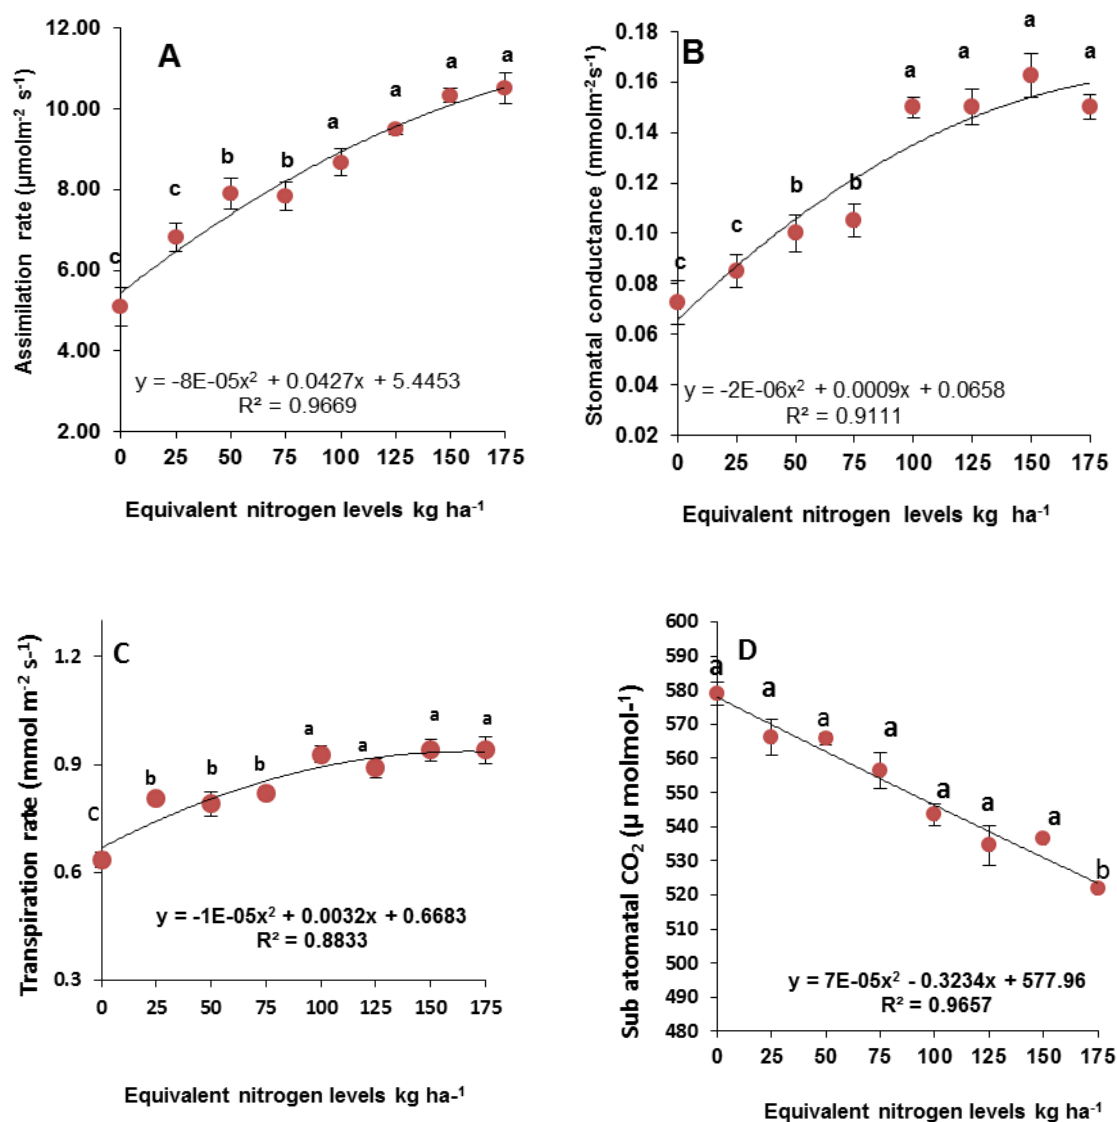 A
Assimilation rate (µmolm⁻² s⁻¹)
12.00
10.00
8.00
6.00
4.00
2.00
c
c
b
b
a
a
a
a
y = -8E-05x² + 0.0427x + 5.4453
R² = 0.9669
0 25 50 75 100 125 150 175
Equivalent nitrogen levels kg ha⁻¹
B
Stomatal conductance (mmolm⁻²s⁻¹)
0.18
0.16
0.14
0.12
0.10
0.08
0.06
0.04
0.02
c
c
b
b
a
a
a
a
y = -2E-06x² + 0.0009x + 0.0658
R² = 0.9111
0 25 50 75 100 125 150 175
Equivalent nitrogen levels kg ha⁻¹
C
Transpiration rate (mmol m⁻² s-¹)
1.2
0.9
0.6
0.3
C
b
b
b
a
a
a
a
y = -1E-05x² + 0.0032x + 0.6683
R² = 0.8833
0 25 50 75 100 125 150 175
Equivalent nitrogen levels kg ha-¹
D
Sub atomatal CO₂ (µ molmol-¹)
600
590
580
570
560
550
540
530
520
510
500
490
480
a
a
a
a
a
a
a
b
y = 7E-05x² - 0.3234x + 577.96
R² = 0.9657
0 25 50 75 100 125 150 175
Equivalent nitrogen levels kg ha⁻¹